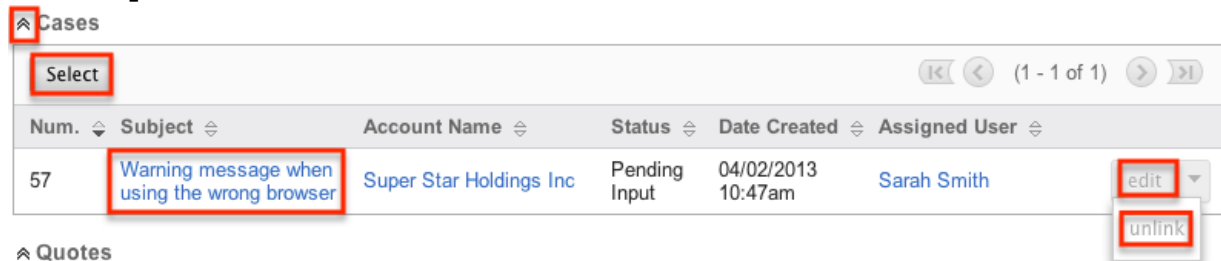 Cases
Select (1 - 1 of 1)
Num. Subject Account Name Status Date Created Assigned User
57 Warning message when using the wrong browser Super Star Holdings Inc Pending Input 04/02/2013 10:47am Sarah Smith edit
unlink
Quotes